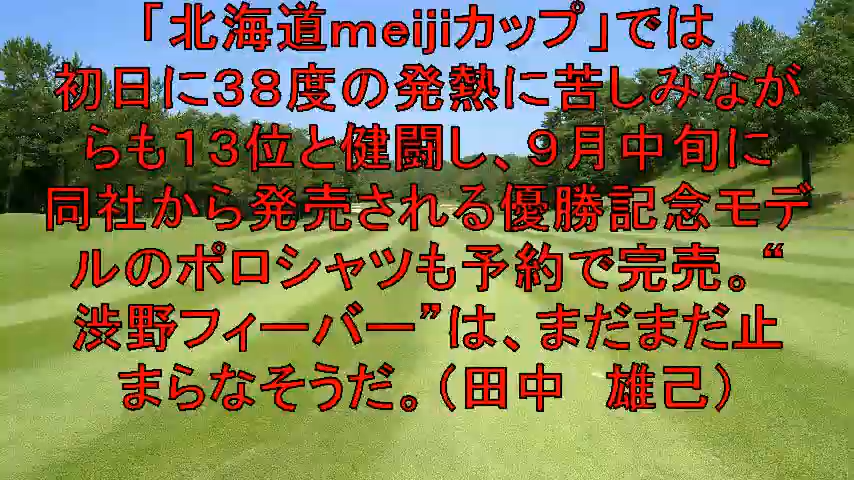 「北海道ｍｅｉｊｉカップ」では
初日に３８度の発熱に苦しみなが
らも１３位と健闘し、９月中旬に
同社から発売される優勝記念モデ
ルのポロシャツも予約で完売。“
渋野フィーバー”は、まだまだ止
まらなそうだ。（田中　雄己）